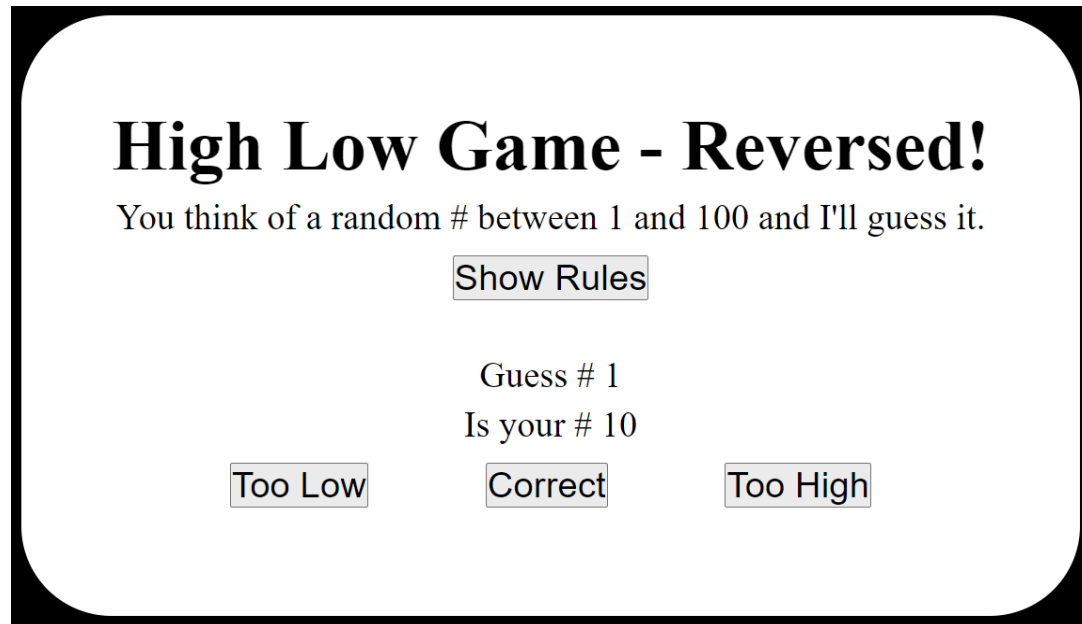 High Low Game - Reversed!
You think of a random # between 1 and 100 and I'll guess it.
Show Rules
Guess # 1
Is your # 10
Too Low Correct Too High